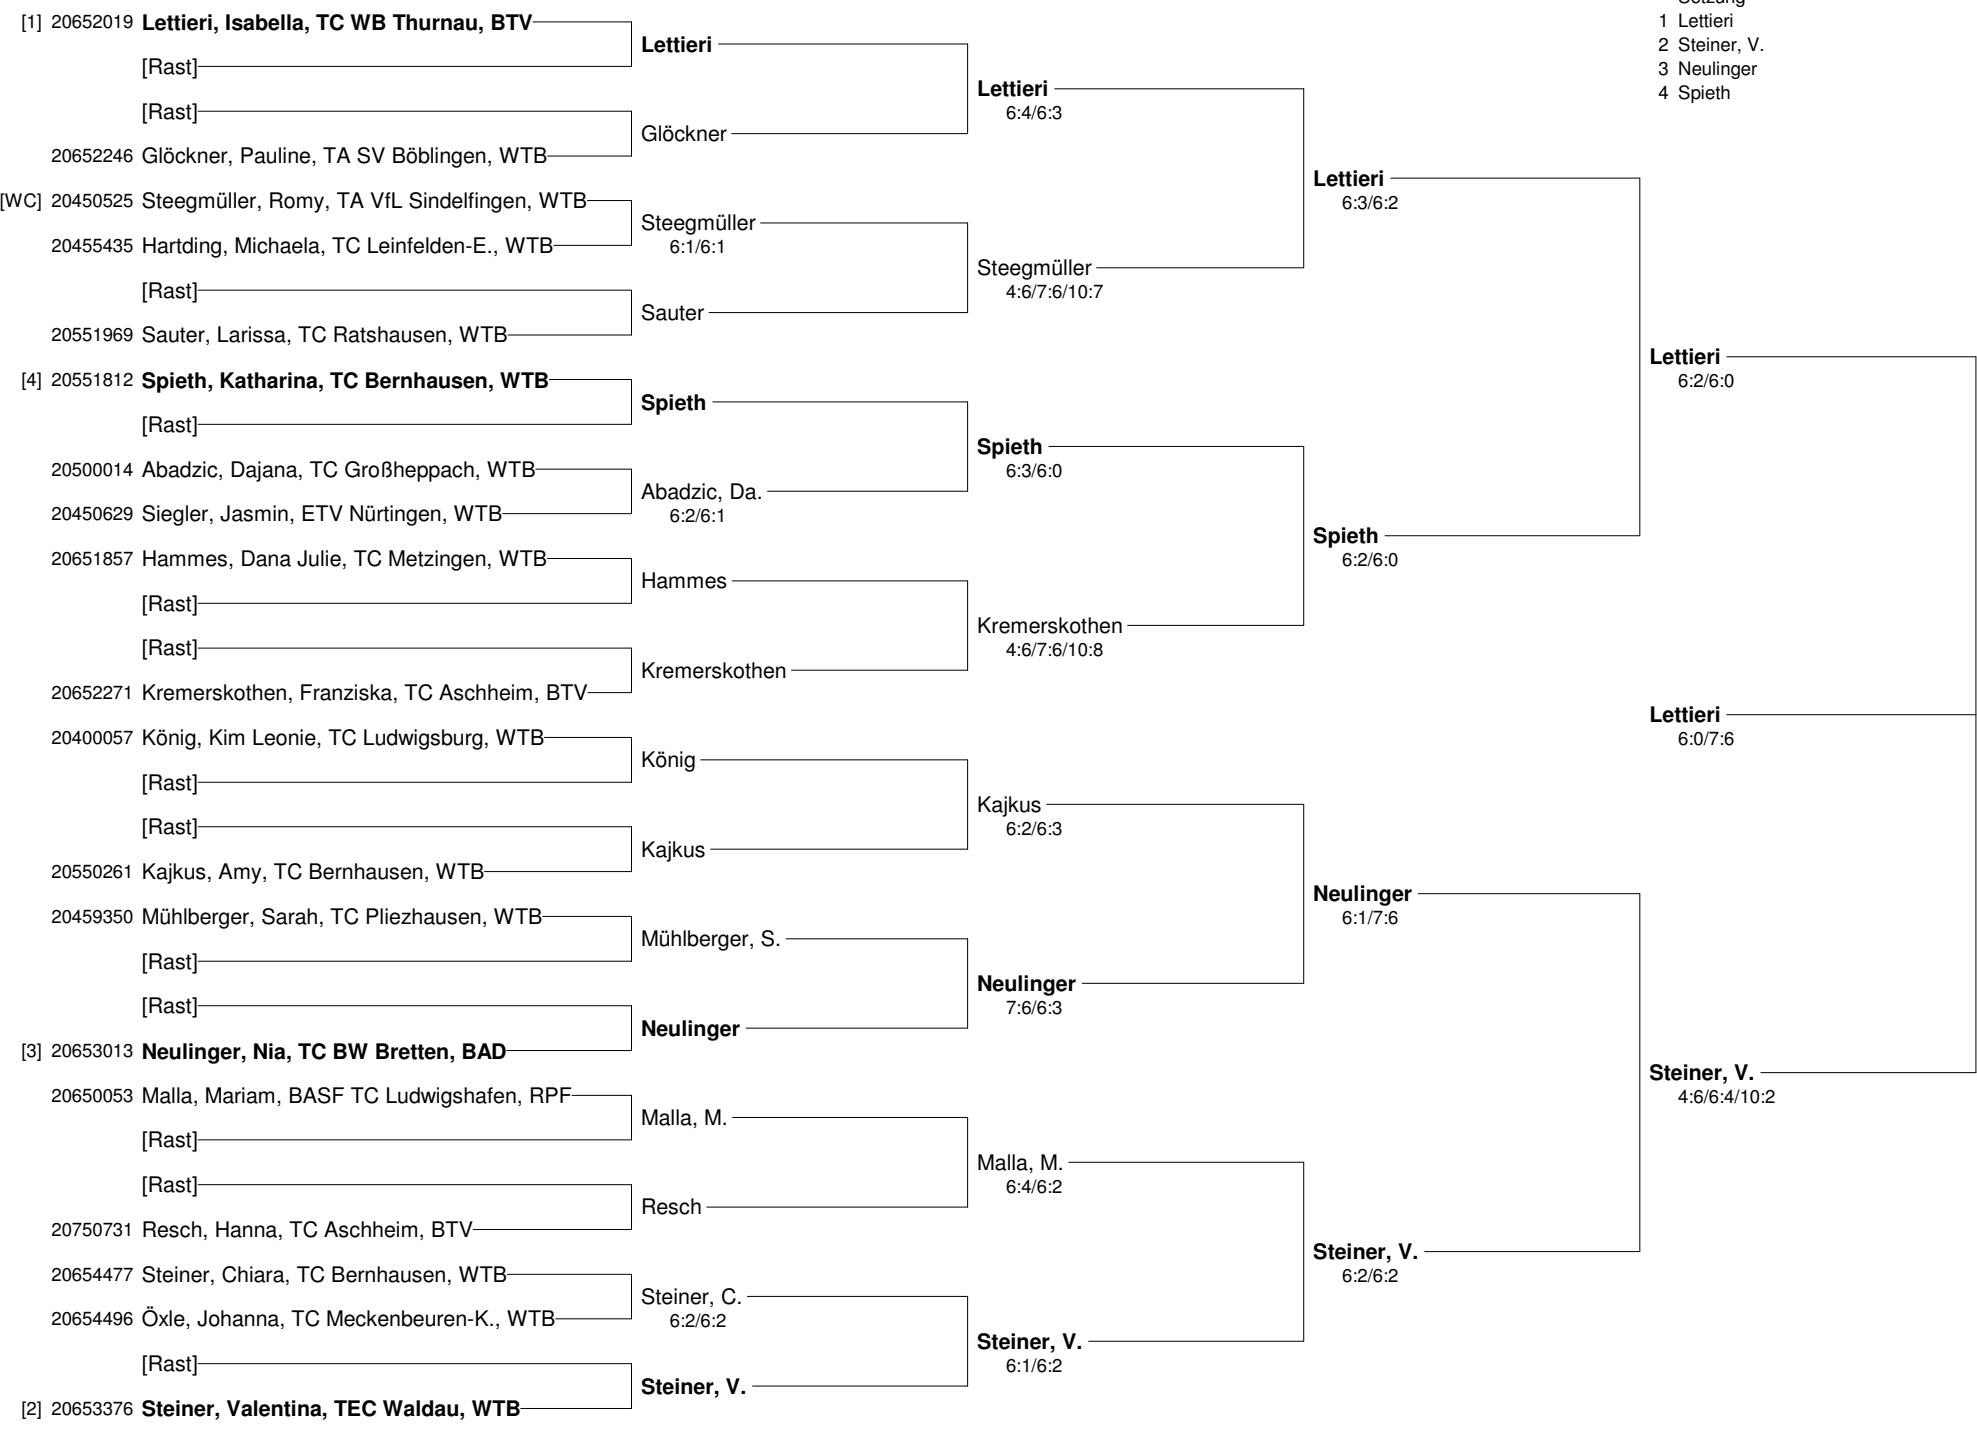 Setzung
1 Lettieri
2 Steiner, V.
3 Neulinger
4 Spieth
[1] 20652019 Lettieri, Isabella, TC WB Thurnau, BTV
[Rast]
[Rast]
20652246 Glöckner, Pauline, TA SV Böblingen, WTB
[WC] 20450525 Steegmüller, Romy, TA VfL Sindelfingen, WTB
20455435 Hartding, Michaela, TC Leinfelden-E., WTB
[Rast]
20551969 Sauter, Larissa, TC Ratshausen, WTB
[4] 20551812 Spieth, Katharina, TC Bernhausen, WTB
[Rast]
20500014 Abadzic, Dajana, TC Großheppach, WTB
20450629 Siegler, Jasmin, ETV Nürtingen, WTB
20651857 Hammes, Dana Julie, TC Metzingen, WTB
[Rast]
[Rast]
20652271 Kremerskothen, Franziska, TC Aschheim, BTV
20400057 König, Kim Leonie, TC Ludwigsburg, WTB
[Rast]
[Rast]
20550261 Kajkus, Amy, TC Bernhausen, WTB
20459350 Mühlberger, Sarah, TC Pliezhausen, WTB
[Rast]
[Rast]
[3] 20653013 Neulinger, Nia, TC BW Bretten, BAD
20650053 Malla, Mariam, BASF TC Ludwigshafen, RPF
[Rast]
[Rast]
20750731 Resch, Hanna, TC Aschheim, BTV
20654477 Steiner, Chiara, TC Bernhausen, WTB
20654496 Öxle, Johanna, TC Meckenbeuren-K., WTB
[Rast]
[2] 20653376 Steiner, Valentina, TEC Waldau, WTB
Lettieri
Glöckner
Steegmüller
6:1/6:1
Sauter
Spieth
Abadzic, Da.
6:2/6:1
Hammes
Kremerskothen
König
Kajkus
Mühlberger, S.
Neulinger
Malla, M.
Resch
Steiner, C.
6:2/6:2
Steiner, V.
Lettieri
6:4/6:3
Steegmüller
4:6/7:6/10:7
Spieth
6:3/6:0
Kremerskothen
4:6/7:6/10:8
Kajkus
6:2/6:3
Neulinger
7:6/6:3
Malla, M.
6:4/6:2
Steiner, V.
6:1/6:2
Lettieri
6:3/6:2
Spieth
6:2/6:0
Neulinger
6:1/7:6
Steiner, V.
6:2/6:2
Lettieri
6:2/6:0
Lettieri
6:0/7:6
Steiner, V.
4:6/6:4/10:2